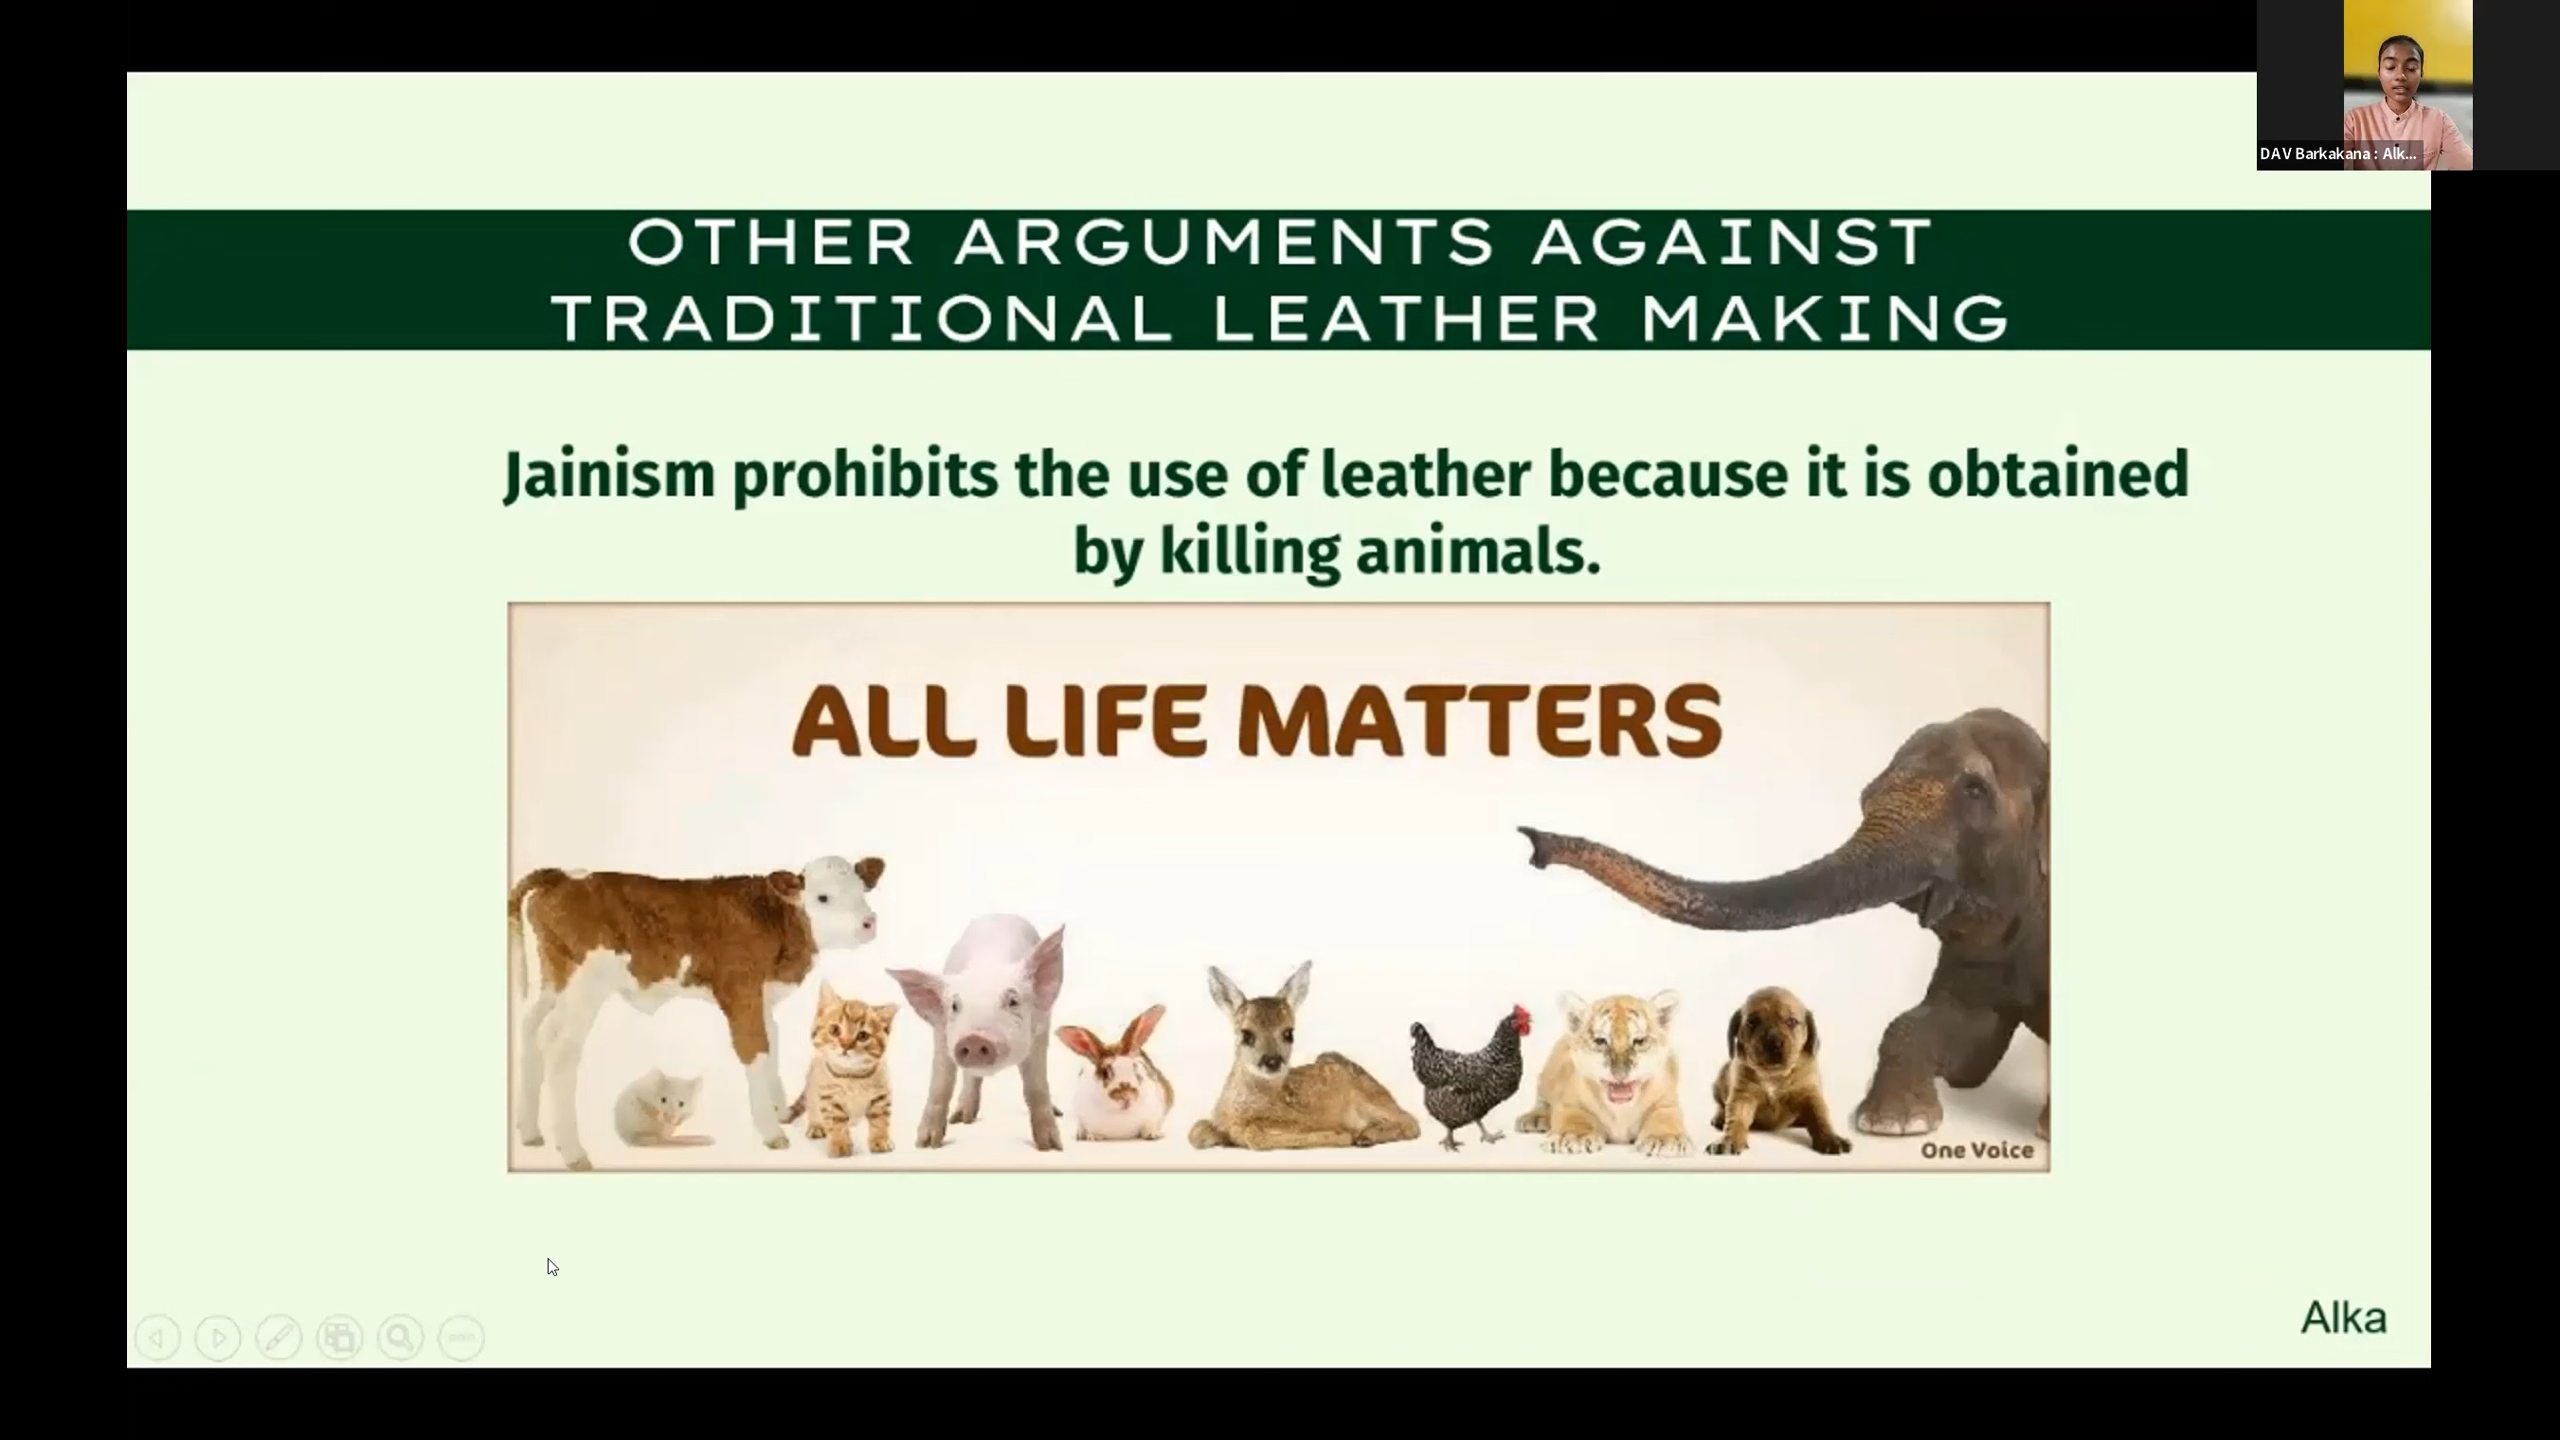 DAV Barkakana : Alk...
OTHER ARGUMENTS AGAINST
TRADITIONAL LEATHER MAKING
Jainism prohibits the use of leather because it is obtained
by killing animals.
ALL LIFE MATTERS
One Voice
Alka